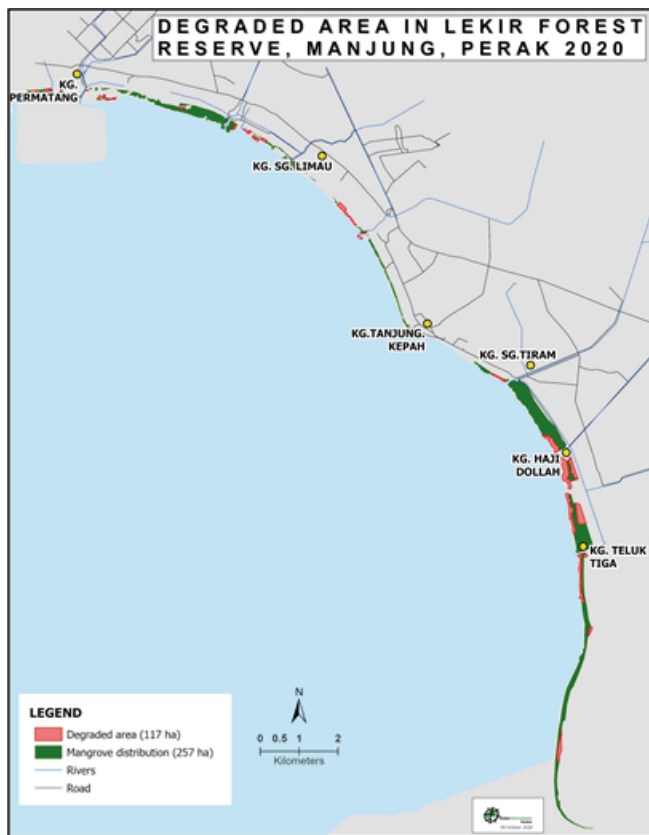 DEGRADED AREA IN LEKIR FOREST
RESERVE, MANJUNG, PERAK 2020
KG.
PERMATANG
KG. SG. LIMAU
KG.TANJUNG.
KEPAH
KG. SG.TIRAM
KG. HAJI
DOLLAH
KG. TELUK
TIGA
LEGEND
Degraded area (117 ha)
Mangrove distribution (257 ha)
Rivers
Road
N
0 0.5 1 2
Kilometers